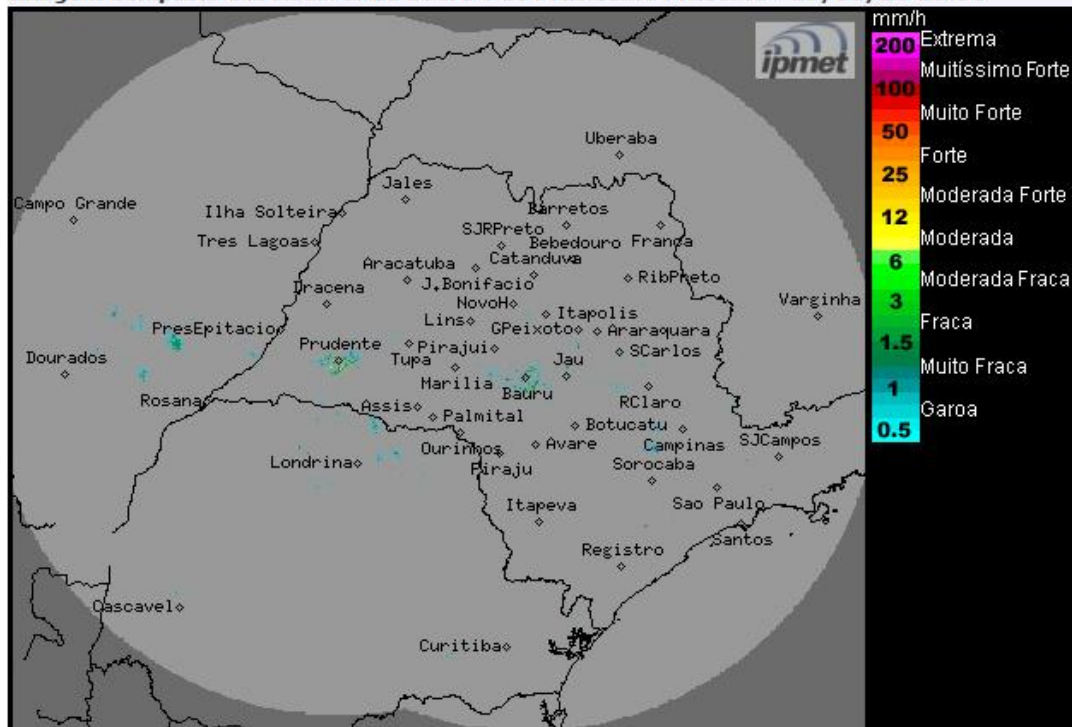 mm/h
ipmet
200 Extrema
Muitíssimo Forte
100
Muito Forte
50
Forte
25
Moderada Forte
12
Moderada
6
Moderada Fraca
3
Fraca
1.5
Muito Fraca
1
Garoa
0.5
Uberaba
Jales
Campo Grande
Ilha Solteira
Barretos
SJRPreto
Tres Lagoas
Bebedouro Franca
Catanduva
Aracatuba
RibPreto
J.Bonifacio
Dracena
NovoH
Itapolis
Varginha
Lins
PresEpitacio
GPeixoto
Araraquara
Prudente
Pirajui
SCarlos
Dourados
Tupa
Jau
Marilia
Bauru
Rosana
Assis
RClaro
Palmital
Botucatu
Ourinhos
Avare
Campinas
SJCampos
Londrina
Piraju
Sorocaba
Itapeva
Sao Paulo
Santos
Registro
Cascavel
Curitiba